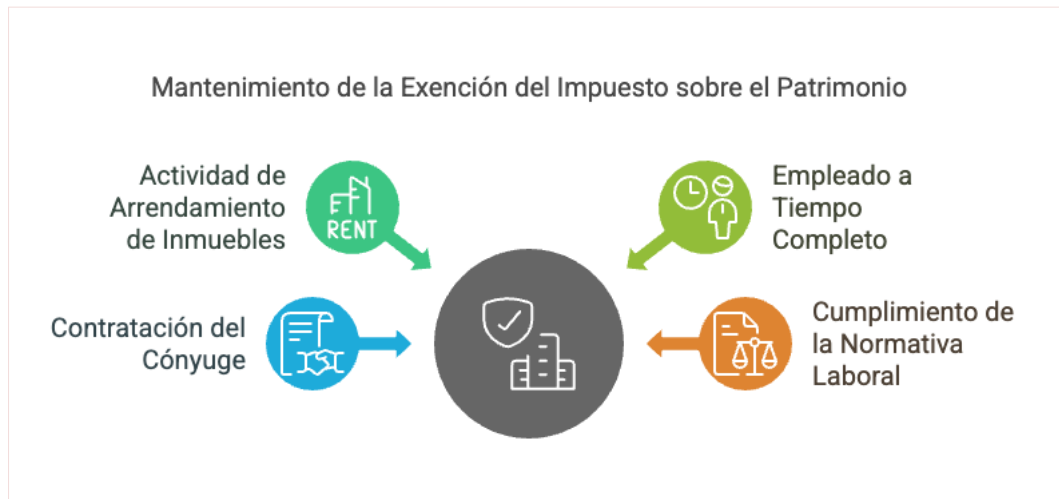 Mantenimiento de la Exención del Impuesto sobre el Patrimonio
Actividad de
Arrendamiento
de Inmuebles
RENT
Contratación del
Cónyuge
Empleado a
Tiempo
Completo
Cumplimiento de
la Normativa
Laboral